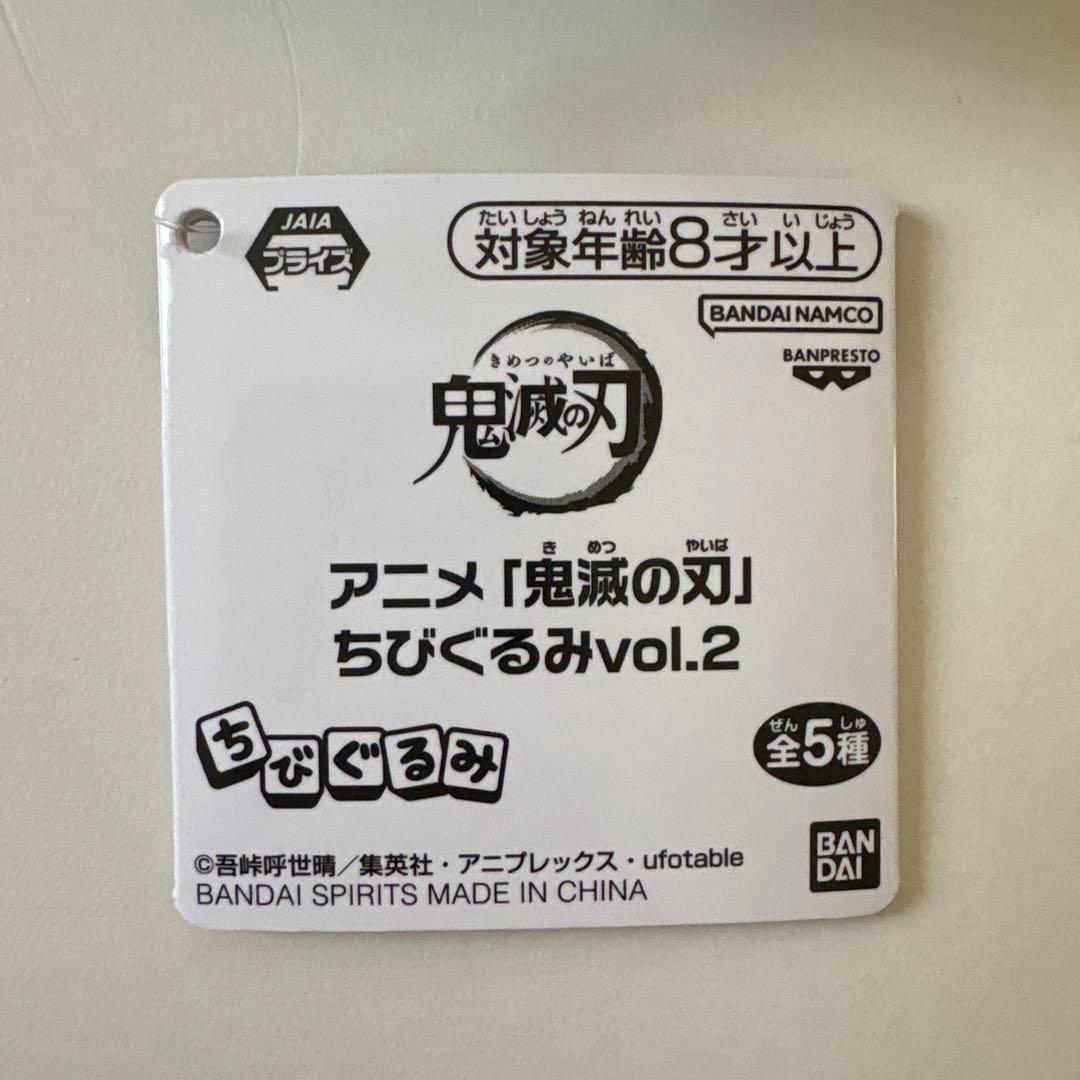 JAIA
プライズ
たいしょうねんれい さい いじょう
対象年齢8才以上
BANDAI NAMCO
BANPRESTO
きめつのやいば
鬼滅の刃
き めつ やいば
アニメ「鬼滅の刃」
ちびぐるみvol.2
ちびぐるみ
ぜん しゅ
全5種
BAN
DAI
©吾峠呼世晴／集英社・アニプレックス・ufotable
BANDAI SPIRITS MADE IN CHINA